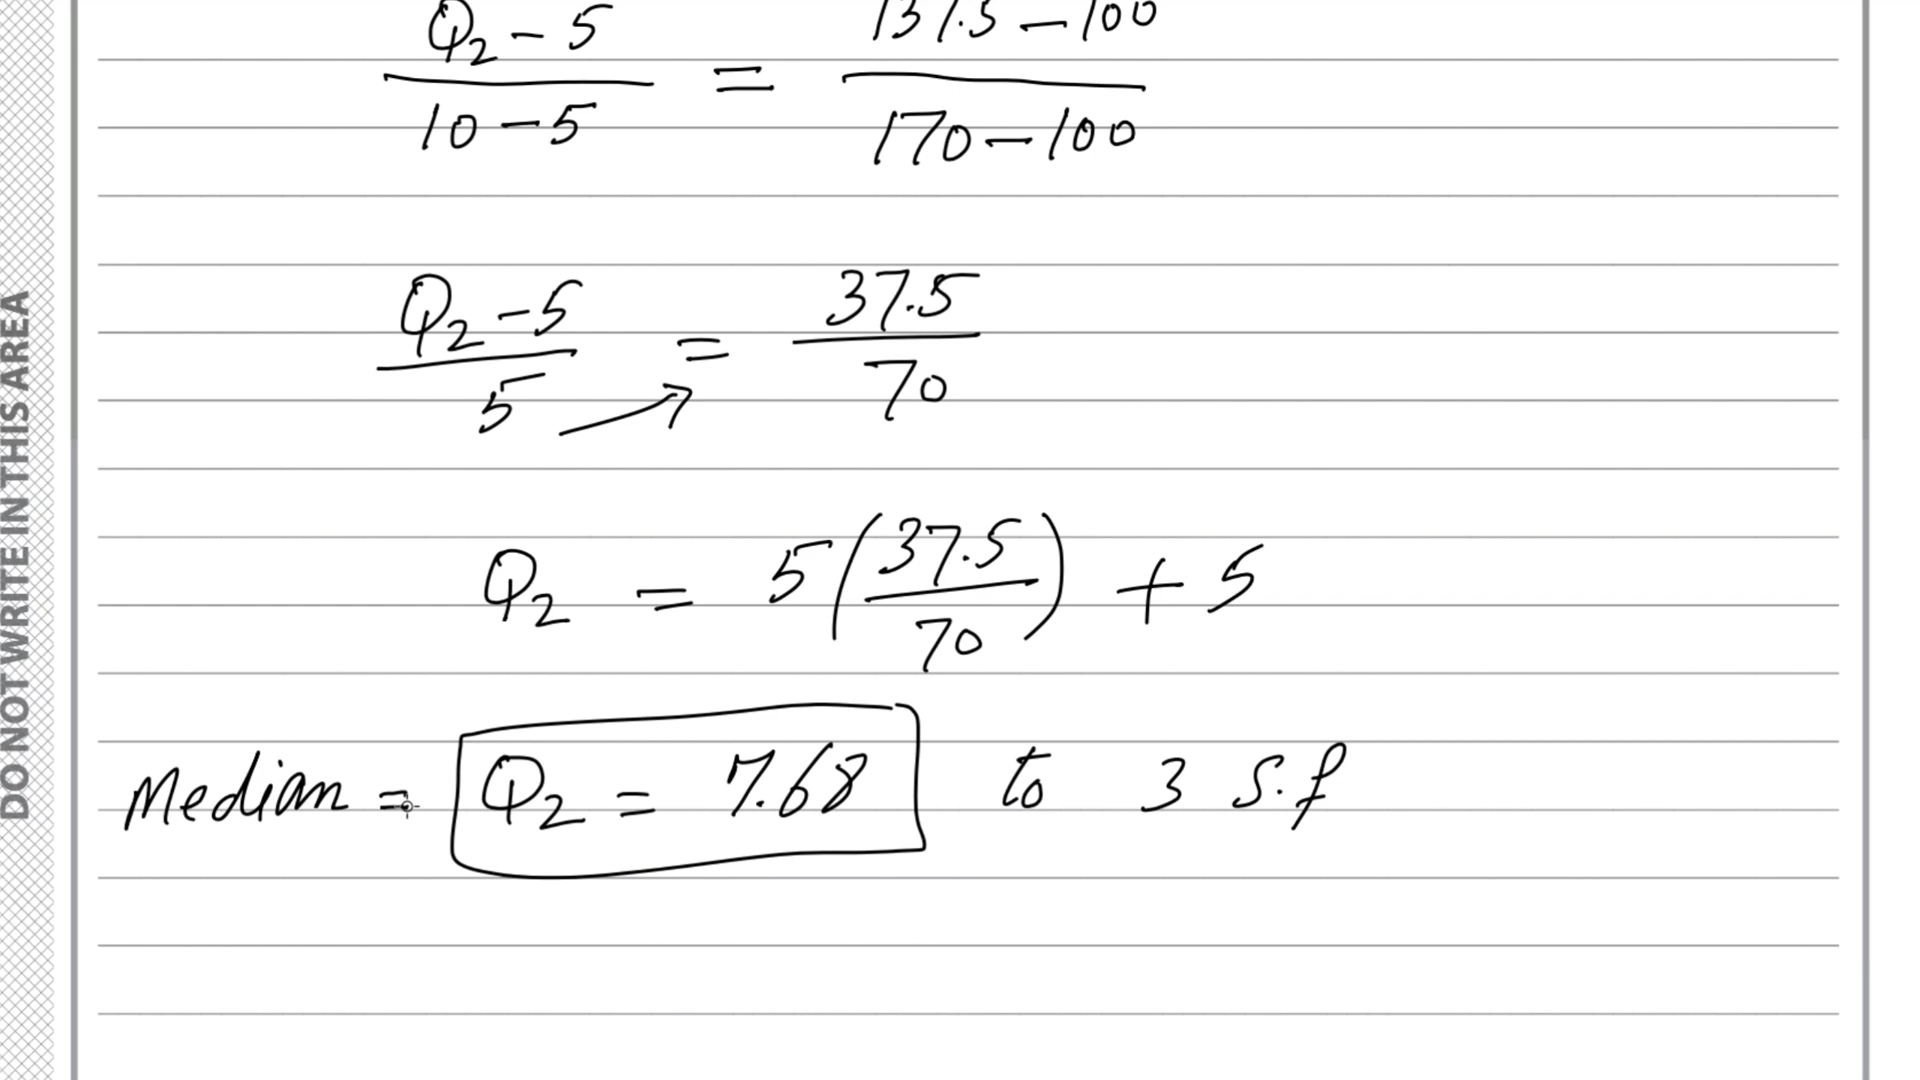 Q2 - 5 / 10 - 5 = 137.5 - 100 / 170 - 100
Q2 - 5 / 5 = 37.5 / 70
Q2 = 5(37.5 / 70) + 5
Median = Q2 = 7.68 to 3 s.f
DO NOT WRITE IN THIS AREA